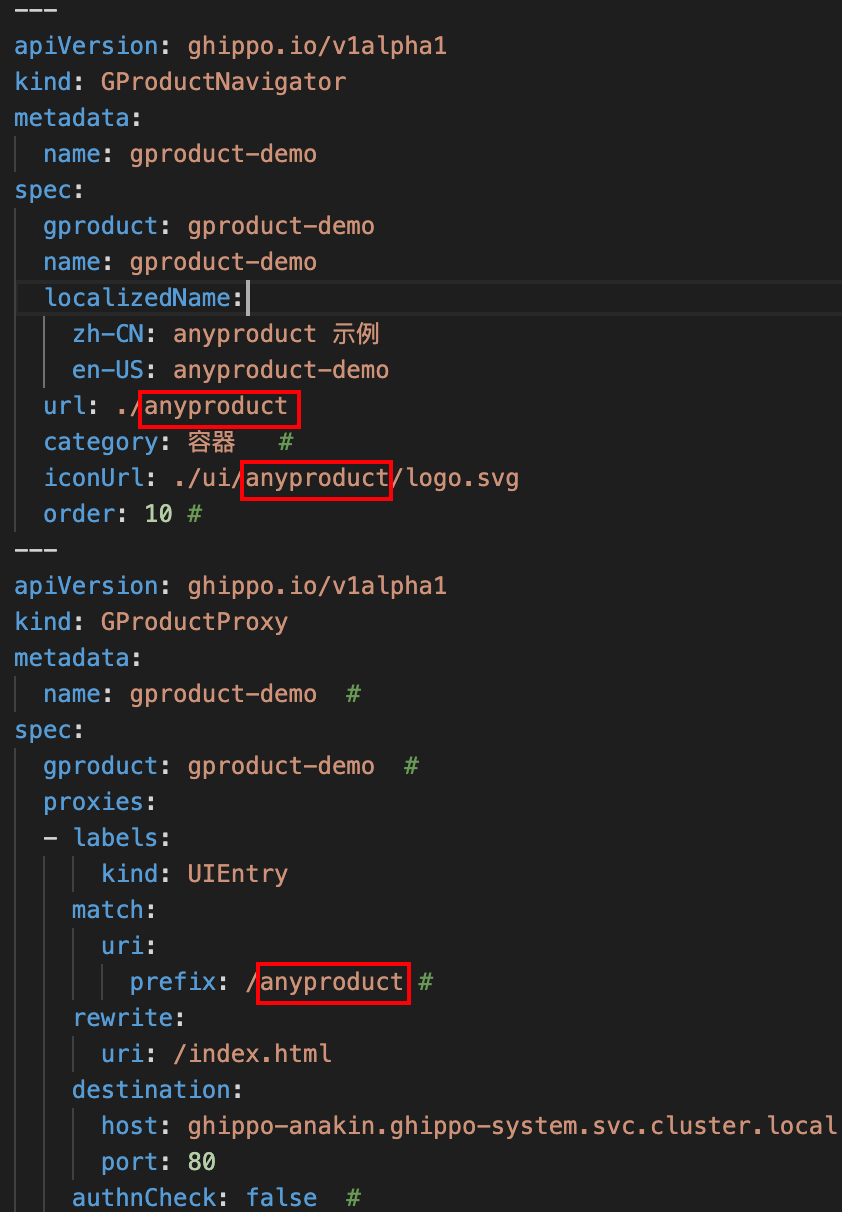 ---
apiVersion: ghippo.io/v1alpha1
kind: GProductNavigator
metadata:
  name: gproduct-demo
spec:
  gproduct: gproduct-demo
  name: gproduct-demo
  localizedName:
    zh-CN: anyproduct 示例
    en-US: anyproduct-demo
  url: ./anyproduct
  category: 容器   #
  iconUrl: ./ui/anyproduct/logo.svg
  order: 10 #
---
apiVersion: ghippo.io/v1alpha1
kind: GProductProxy
metadata:
  name: gproduct-demo  #
spec:
  gproduct: gproduct-demo  #
  proxies:
  - labels:
      kind: UIEntry
    match:
      uri:
        prefix: /anyproduct #
    rewrite:
      uri: /index.html
    destination:
      host: ghippo-anakin.ghippo-system.svc.cluster.local
      port: 80
    authnCheck: false  #